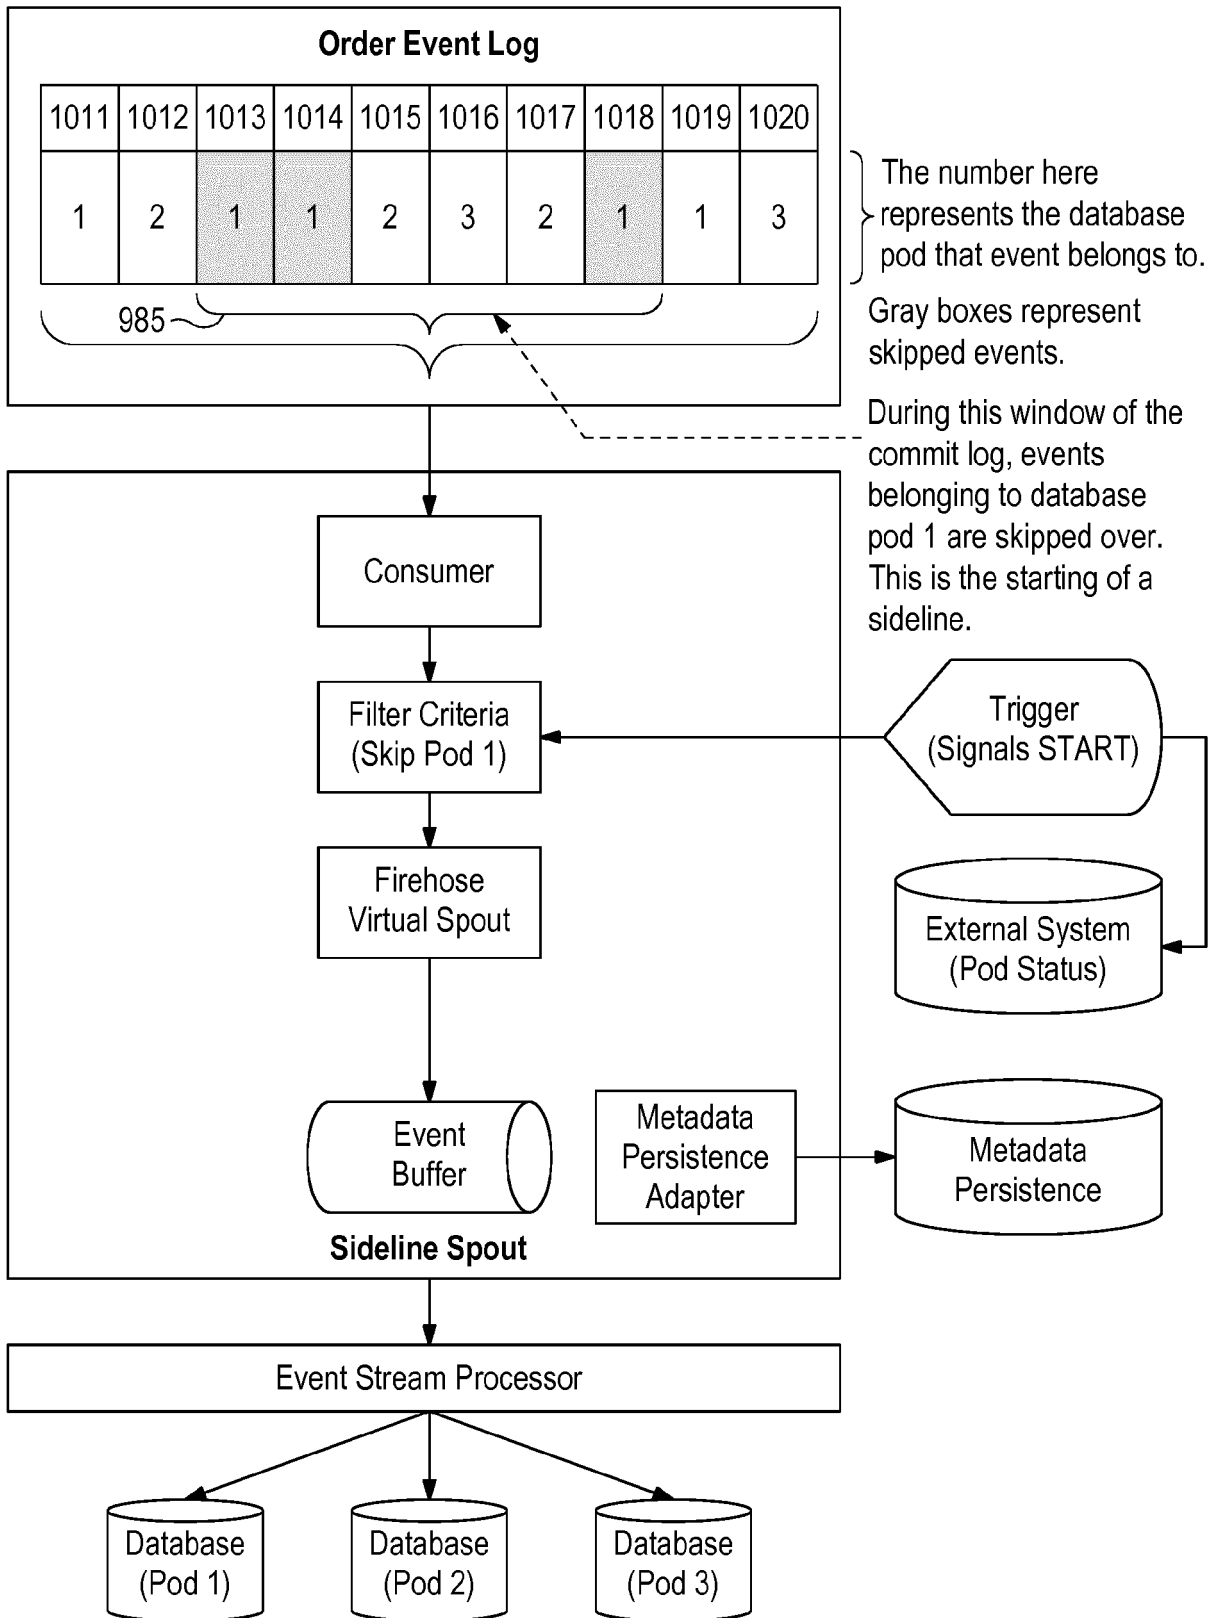 Order Event Log
1011 1012 1013 1014 1015 1016 1017 1018 1019 1020
1 2 1 1 2 3 2 1 1 3
The number here
represents the database
pod that event belongs to.
985
Gray boxes represent
skipped events.
During this window of the
commit log, events
belonging to database
pod 1 are skipped over.
This is the starting of a
sideline.
Consumer
Filter Criteria
(Skip Pod 1)
Trigger
(Signals START)
Firehose
Virtual Spout
External System
(Pod Status)
Event
Buffer
Metadata
Persistence
Adapter
Metadata
Persistence
Sideline Spout
Event Stream Processor
Database
(Pod 1)
Database
(Pod 2)
Database
(Pod 3)